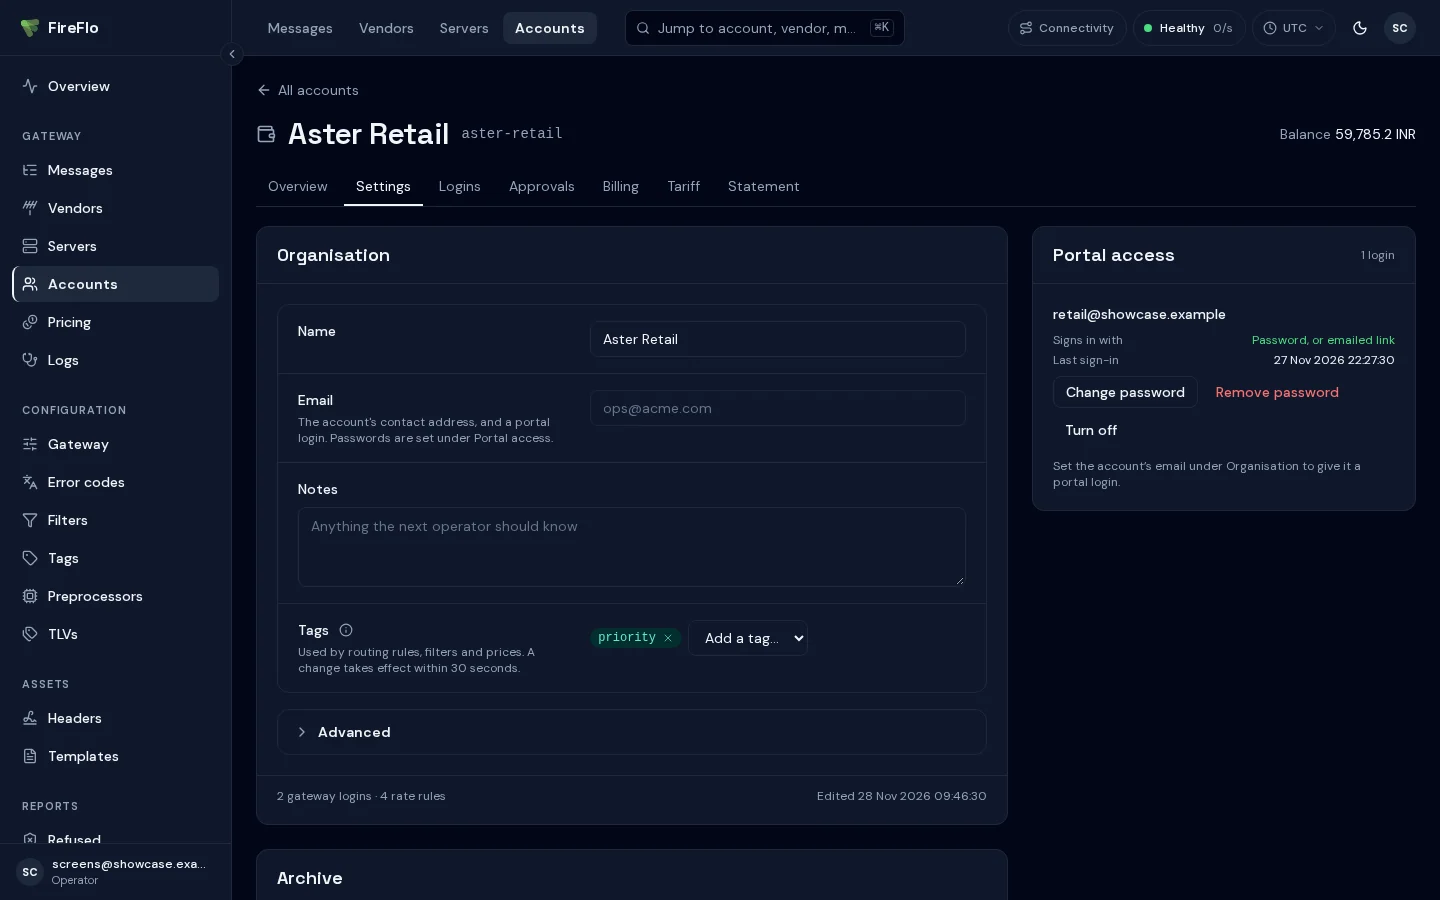 FireFlo
Messages
Vendors
Servers
Accounts
Jump to account, vendor, m...
⌘K
Connectivity
Healthy 0/s
UTC
SC
Overview
GATEWAY
Messages
Vendors
Servers
Accounts
Pricing
Logs
CONFIGURATION
Gateway
Error codes
Filters
Tags
Preprocessors
TLVs
ASSETS
Headers
Templates
REPORTS
Refused
SC
screens@showcase.exa...
Operator
All accounts
Aster Retail aster-retail
Balance 59,785.2 INR
Overview
Settings
Logins
Approvals
Billing
Tariff
Statement
Organisation
Name
Aster Retail
Email
ops@acme.com
The account's contact address, and a portal
login. Passwords are set under Portal access.
Notes
Anything the next operator should know
Tags
priority
Add a tag...
Used by routing rules, filters and prices. A
change takes effect within 30 seconds.
Advanced
2 gateway logins · 4 rate rules
Edited 28 Nov 2026 09:46:30
Archive
Portal access
1 login
retail@showcase.example
Signs in with
Password, or emailed link
Last sign-in
27 Nov 2026 22:27:30
Change password
Remove password
Turn off
Set the account's email under Organisation to give it a
portal login.